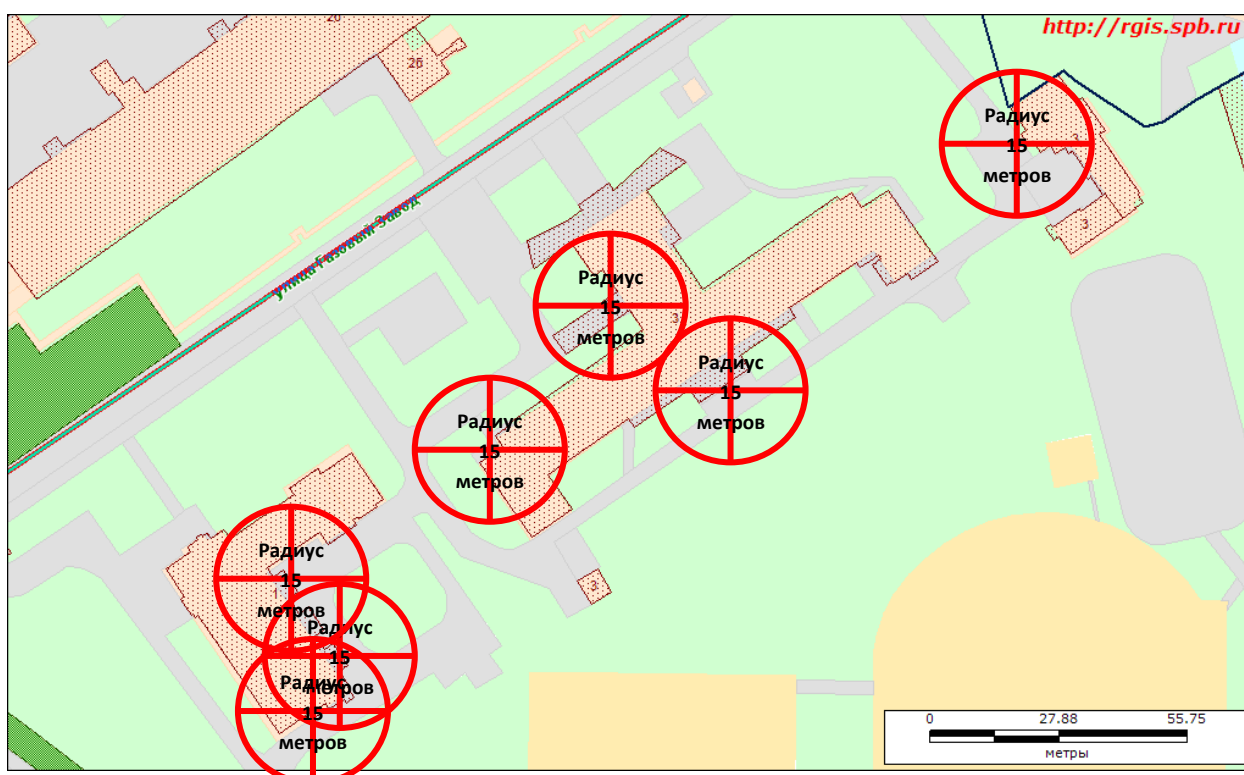 http://rgis.spb.ru
26
26
Радиус
15
метров
3
3
улица Газовый Завод
Радиус
15
метров
3
Радиус
15
метров
Радиус
15
метров
3
Радиус
15
метров
1
Радиус
15
метров
Радиус
15
метров
0 27.88 55.75
метры